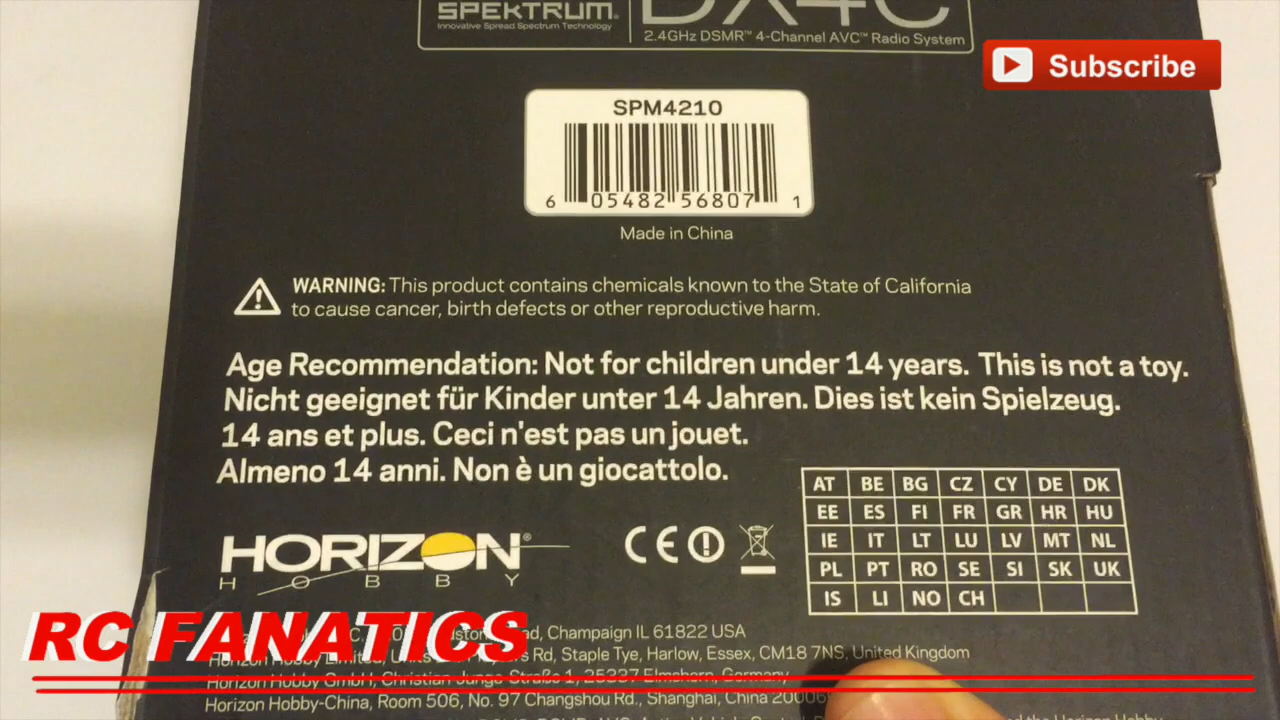 SPEKTRUM®
Innovative Spread Spectrum Technology
DX4C
2.4GHz DSMR™ 4-Channel AVC™ Radio System
Subscribe
SPM4210
6 05482 56807 1
Made in China
WARNING: This product contains chemicals known to the State of California
to cause cancer, birth defects or other reproductive harm.
Age Recommendation: Not for children under 14 years. This is not a toy.
Nicht geeignet für Kinder unter 14 Jahren. Dies ist kein Spielzeug.
14 ans et plus. Ceci n'est pas un jouet.
Almeno 14 anni. Non è un giocattolo.
HORIZON®
HOBBY
CE
AT BE BG CZ CY DE DK
EE ES FI FR GR HR HU
IE IT LT LU LV MT NL
PL PT RO SE SI SK UK
IS LI NO CH
RC FANATICS
Champaign IL 61822 USA
Horizon Hobby Limited, Rd, Staple Tye, Harlow, Essex, CM18 7NS, United Kingdom
Horizon Hobby GmbH, Christian-Junge-Straße 1, 25337 Elmshorn, Germany
Horizon Hobby-China, Room 506, No. 97 Changshou Rd., Shanghai, China
Horizon Hobby